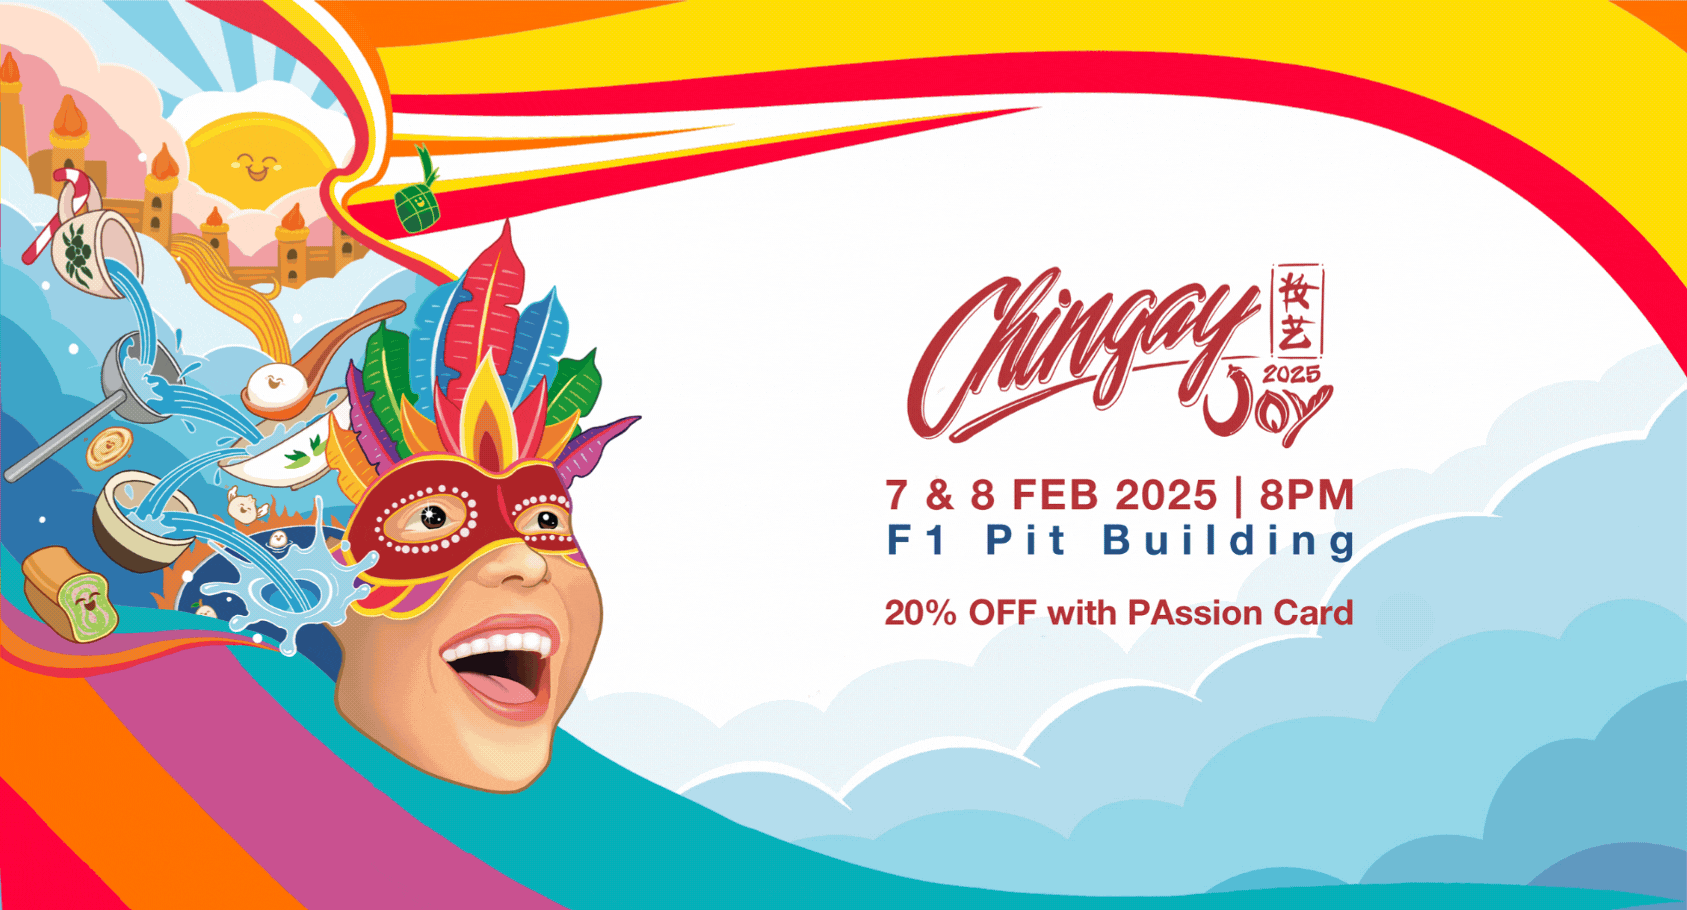 Chingay
妆艺
2025
JOY
7 & 8 FEB 2025 | 8PM
F1 Pit Building
20% OFF with PAssion Card